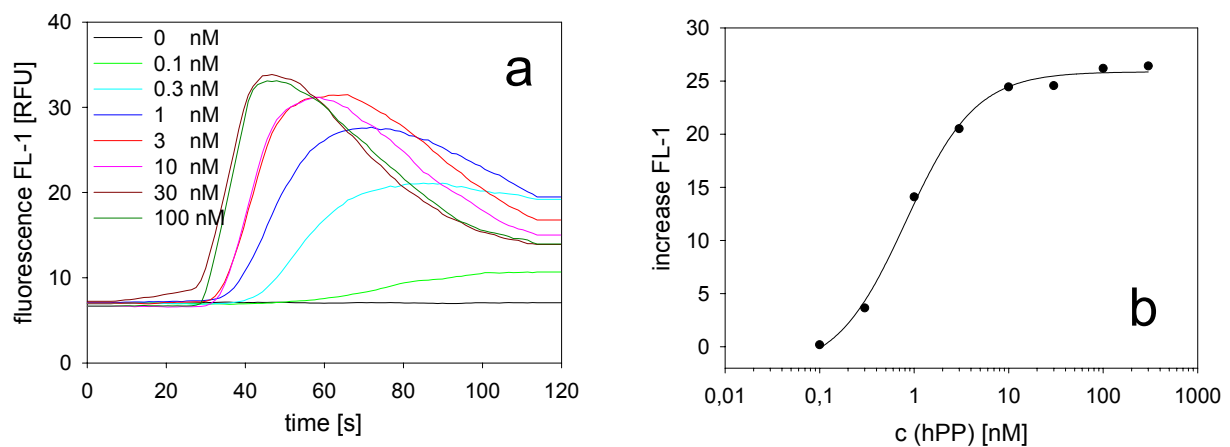 a
fluorescence FL-1 [RFU]
40
30
20
10
0
0 nM
0.1 nM
0.3 nM
1 nM
3 nM
10 nM
30 nM
100 nM
0 20 40 60 80 100 120
time [s]
b
increase FL-1
30
25
20
15
10
5
0
0,01 0,1 1 10 100 1000
c (hPP) [nM]